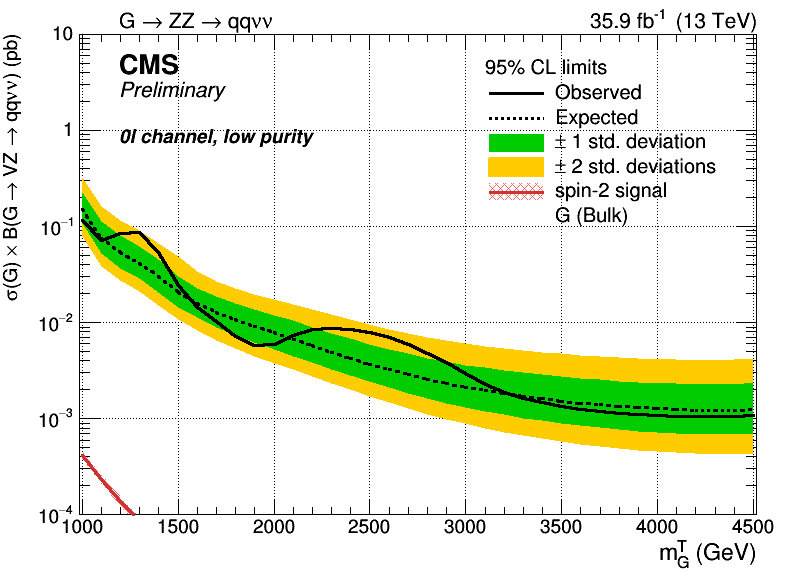 G → ZZ → qqνν
35.9 fb⁻¹ (13 TeV)
CMS
Preliminary
0l channel, low purity
95% CL limits
Observed
Expected
± 1 std. deviation
± 2 std. deviations
spin-2 signal
G (Bulk)
σ(G) × B(G → VZ → qqνν) (pb)
10
1
10⁻¹
10⁻²
10⁻³
10⁻⁴
1000 1500 2000 2500 3000 3500 4000 4500
m_G^T (GeV)